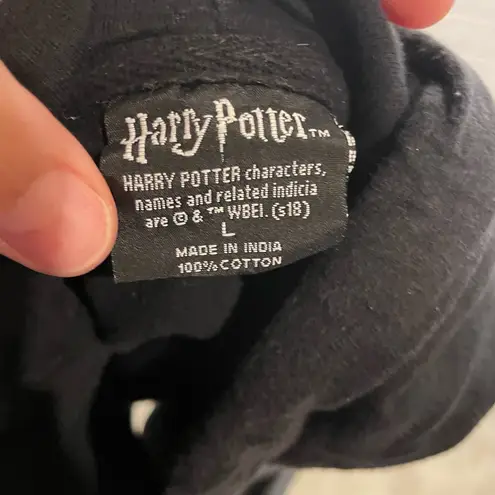 Harry Potter™
HARRY POTTER characters,
names and related indicia
are © & ™ WBEI. (s18)
L
MADE IN INDIA
100% COTTON